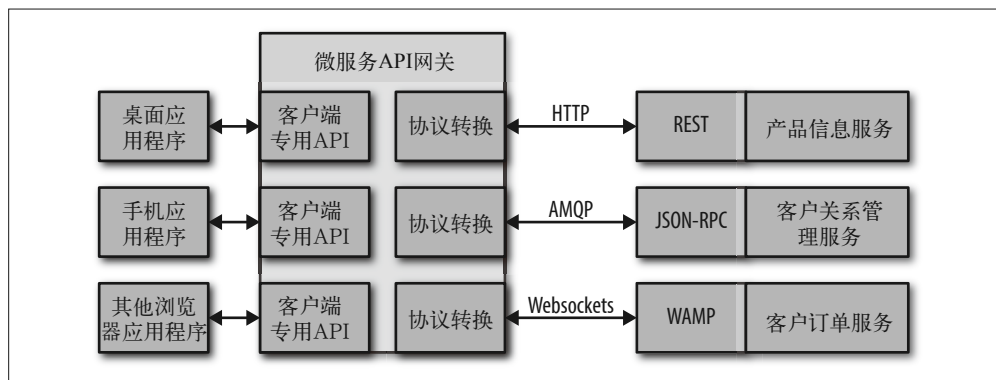 微服务API网关
桌面应
用程序
客户端
专用API
协议转换
HTTP
REST
产品信息服务
手机应
用程序
客户端
专用API
协议转换
AMQP
JSON-RPC
客户关系管
理服务
其他浏览
器应用程序
客户端
专用API
协议转换
Websockets
WAMP
客户订单服务